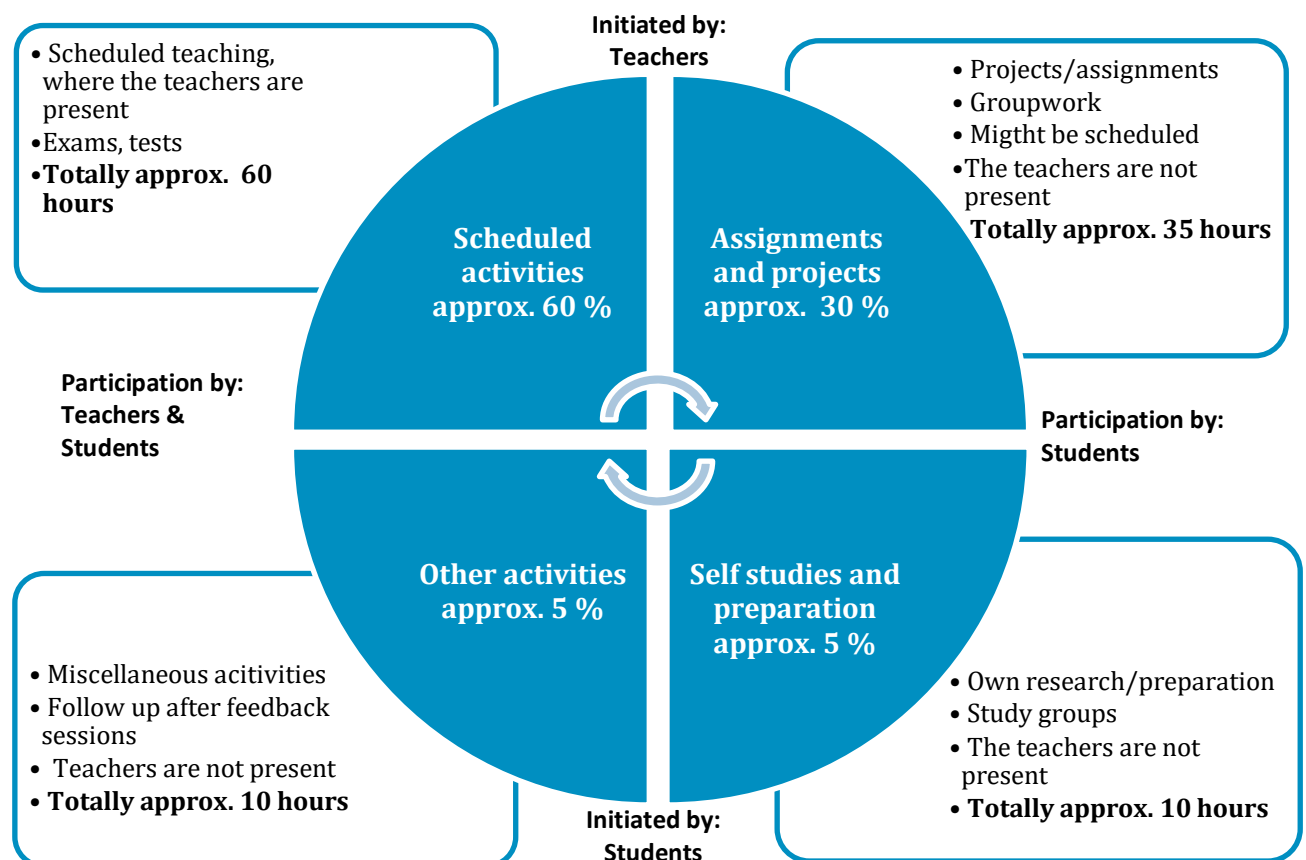 Initiated by:
Teachers
• Scheduled teaching,
where the teachers are
present
•Exams, tests
•Totally approx. 60
hours
• Projects/assignments
• Groupwork
• Migtht be scheduled
•The teachers are not
present
Totally approx. 35 hours
Scheduled
activities
approx. 60 %
Assignments
and projects
approx. 30 %
Participation by:
Teachers &
Students
Participation by:
Students
Other activities
approx. 5 %
Self studies and
preparation
approx. 5 %
• Miscellaneous acitivities
• Follow up after feedback
sessions
• Teachers are not present
• Totally approx. 10 hours
• Own research/preparation
• Study groups
• The teachers are not
present
• Totally approx. 10 hours
Initiated by:
Students